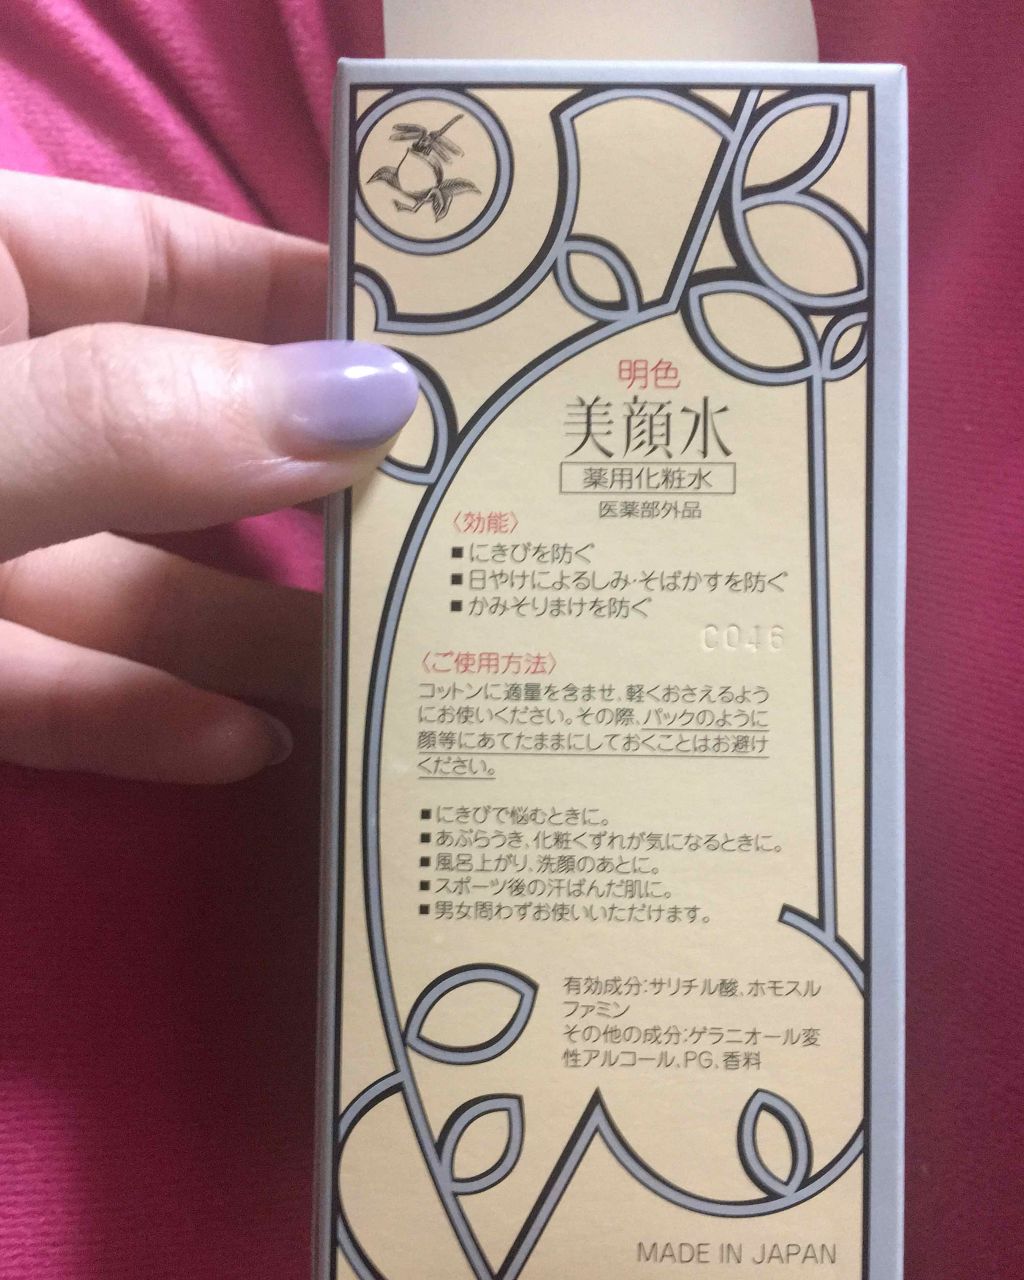 明色
美顔水
薬用化粧水
医薬部外品
〈効能〉
■にきびを防ぐ
■日やけによるしみ・そばかすを防ぐ
■かみそりまけを防ぐ
C046
〈ご使用方法〉
コットンに適量を含ませ、軽くおさえるよう
にお使いください。その際、パックのように
顔等にあてたままにしておくことはお避け
ください。
■にきびで悩むときに。
■あぶらうき、化粧くずれが気になるときに。
■風呂上がり、洗顔のあとに。
■スポーツ後の汗ばんだ肌に。
■男女問わずお使いいただけます。
有効成分:サリチル酸、ホモスル
ファミン
その他の成分:ゲラニオール変
性アルコール、PG、香料
MADE IN JAPAN